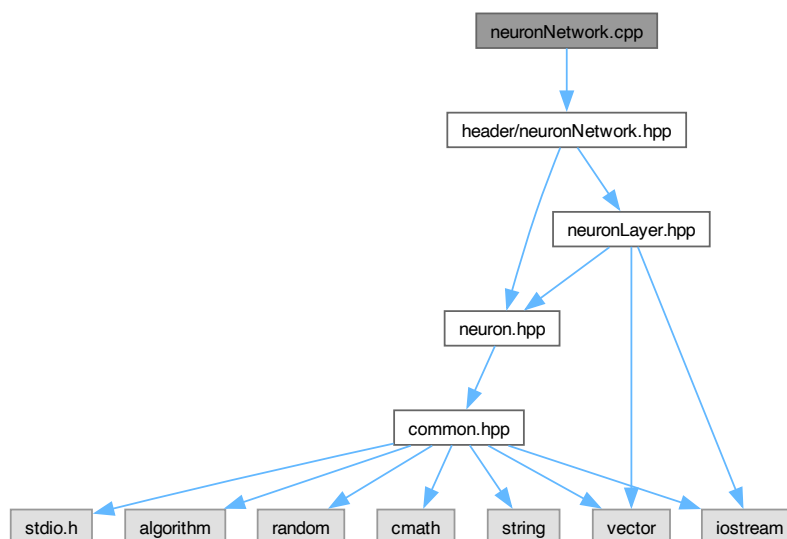 neuronNetwork.cpp
header/neuronNetwork.hpp
neuronLayer.hpp
neuron.hpp
common.hpp
stdio.h
algorithm
random
cmath
string
vector
iostream